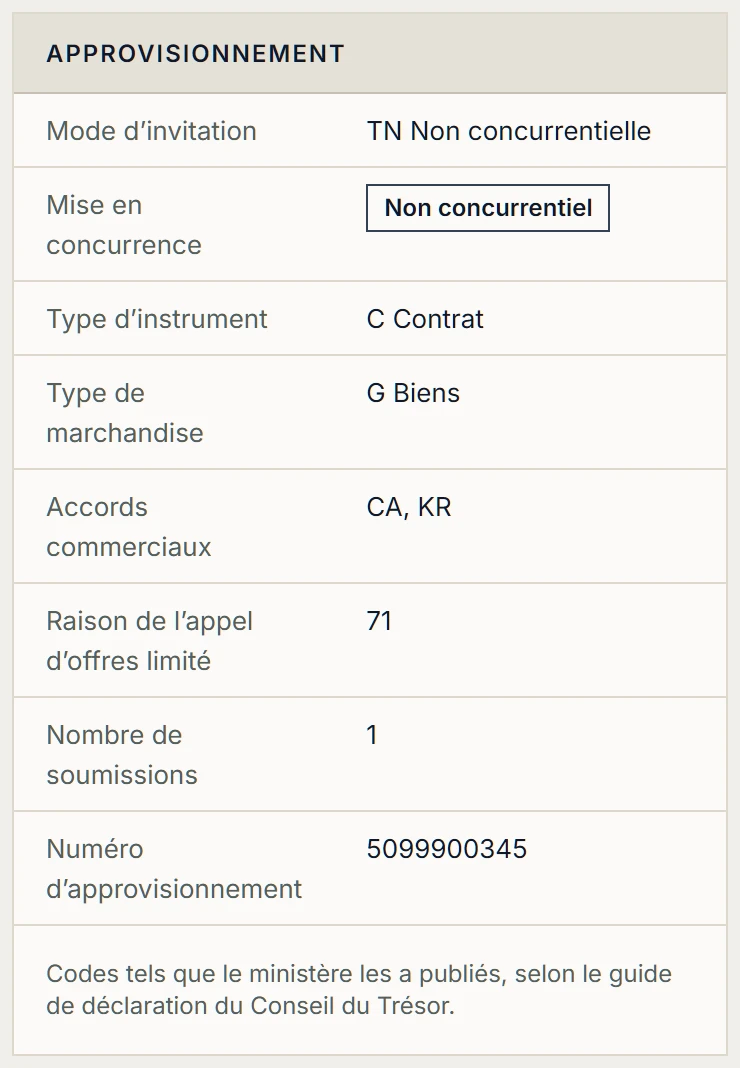 APPROVISIONNEMENT
Mode d’invitation TN Non concurrentielle
Mise en Non concurrentiel
concurrence
Type d’instrument C Contrat
Type de G Biens
marchandise
Accords CA, KR
commerciaux
Raison de l’appel 71
d’offres limité
Nombre de 1
soumissions
Numéro 5099900345
d’approvisionnement
Codes tels que le ministère les a publiés, selon le guide
de déclaration du Conseil du Trésor.